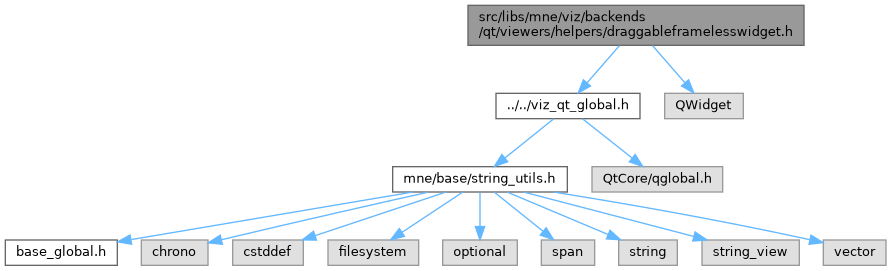 src/libs/mne/viz/backends
/qt/viewers/helpers/draggableframelesswidget.h
../../viz_qt_global.h
QWidget
mne/base/string_utils.h
QtCore/qglobal.h
base_global.h
chrono
cstddef
filesystem
optional
span
string
string_view
vector